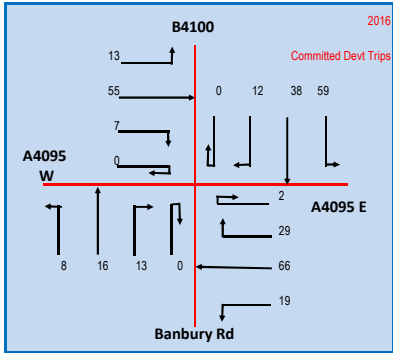 2016
B4100
Committed Devt Trips
13
55
0 12 38 59
7
A4095
W
0
2
A4095 E
29
8 16 13 0
66
19
Banbury Rd